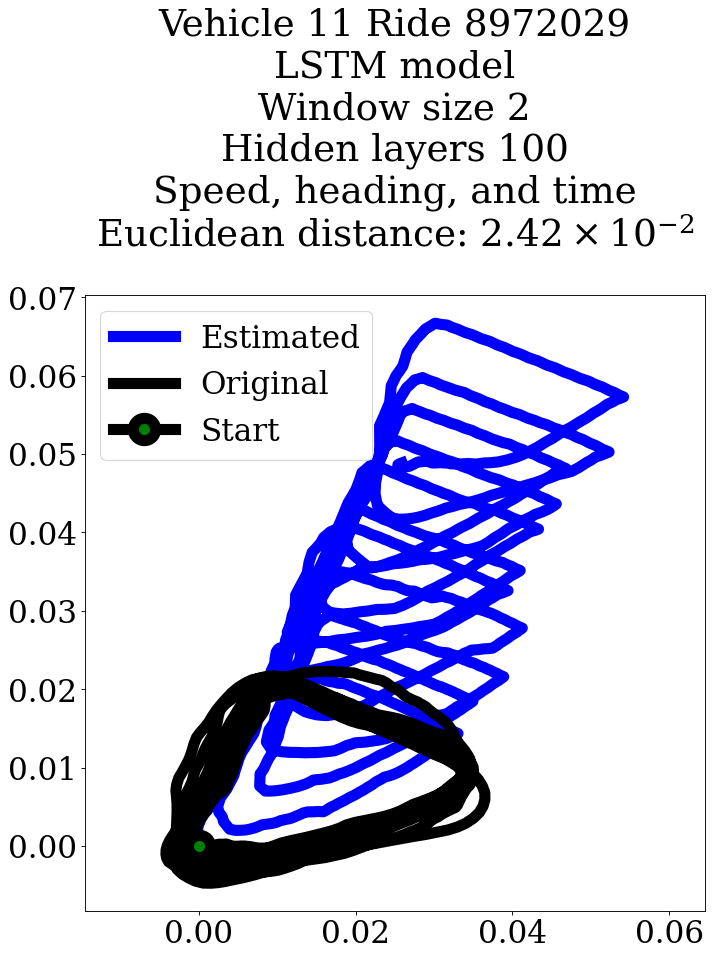 Vehicle 11 Ride 8972029
LSTM model
Window size 2
Hidden layers 100
Speed, heading, and time
Euclidean distance: 2.42 × 10⁻²
0.07
0.06
0.05
0.04
0.03
0.02
0.01
0.00
Estimated
Original
Start
0.00 0.02 0.04 0.06